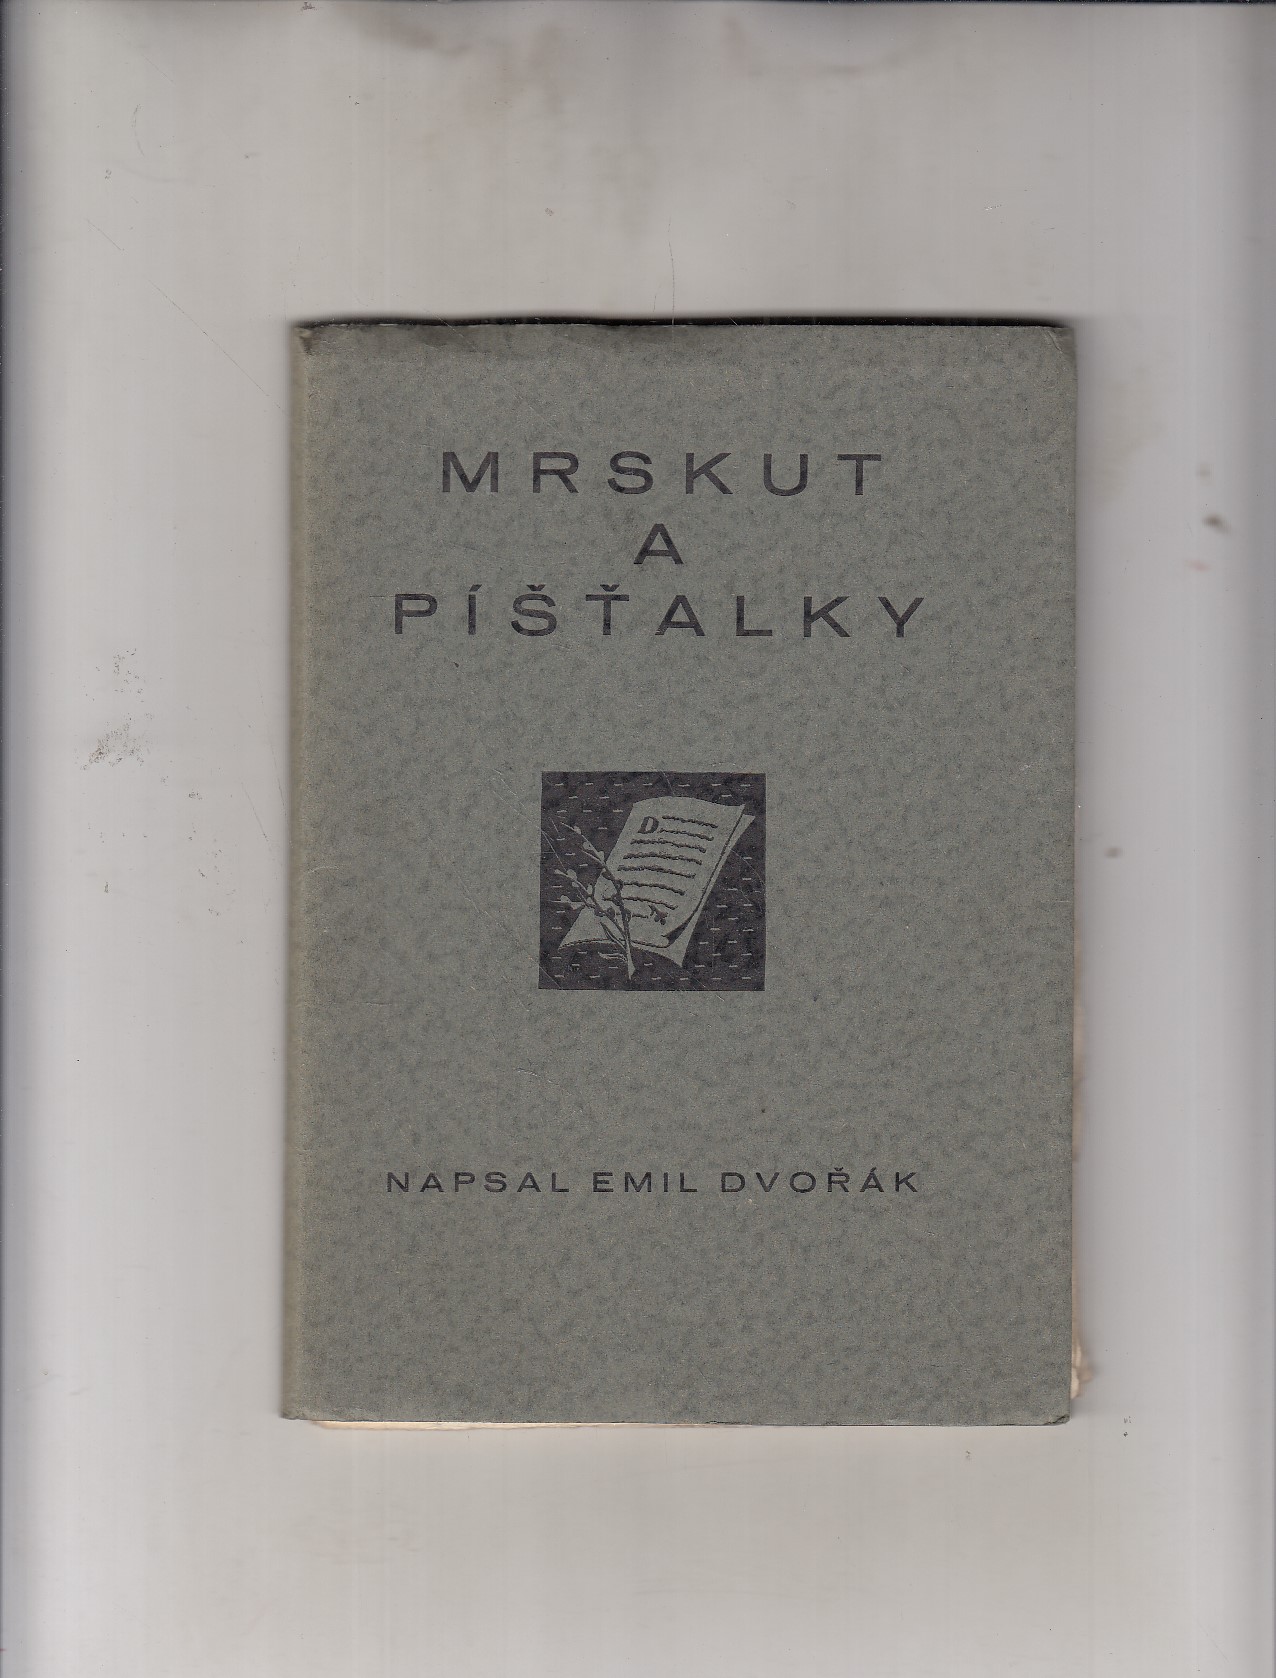 MRSKUT
A
PÍŠŤALKY
D
NAPSAL EMIL DVOŘÁK